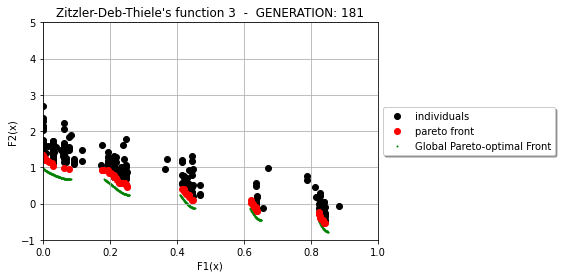 Zitzler-Deb-Thiele's function 3 - GENERATION: 181
5
4
3
2
1
0
−1
F2(x)
0.0 0.2 0.4 0.6 0.8 1.0
F1(x)
individuals
pareto front
Global Pareto-optimal Front